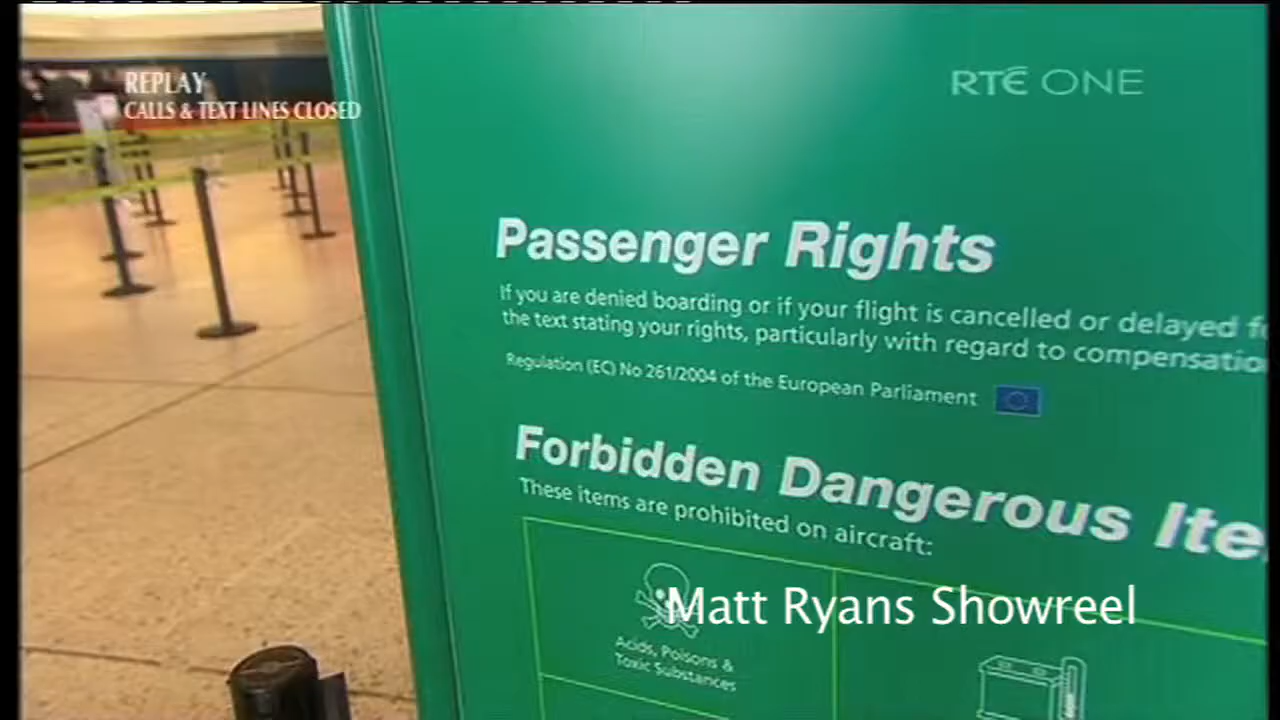 REPLAY
CALLS & TEXT LINES CLOSED
RTÉ ONE
Passenger Rights
If you are denied boarding or if your flight is cancelled or delayed
the text stating your rights, particularly with regard to
Regulation (EC) No 261/2004 of the European Parliament
Forbidden Dangerous
These items are prohibited on aircraft:
Matt Ryans Showreel
Acids, Poisons &
Toxic Substances